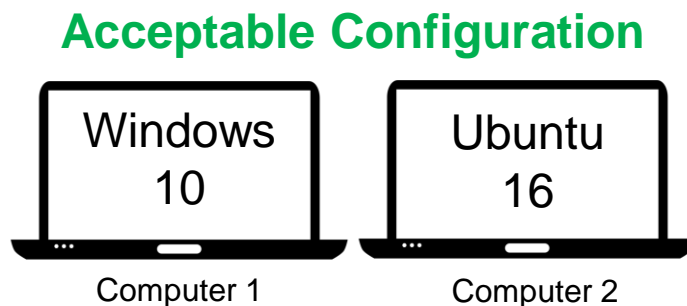 Acceptable Configuration
Windows
10
Ubuntu
16
Computer 1
Computer 2